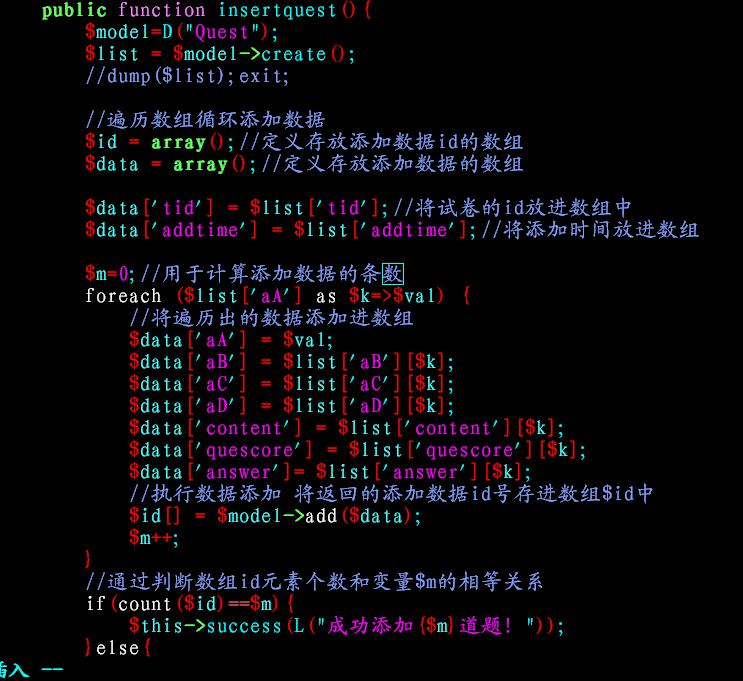 public function insertquest(){
$model=D("Quest");
$list = $model->create();
//dump($list);exit;
//遍历数组循环添加数据
$id = array();//定义存放添加数据id的数组
$data = array();//定义存放添加数据的数组
$data['tid'] = $list['tid'];//将试卷的id放进数组中
$data['addtime'] = $list['addtime'];//将添加时间放进数组
$m=0;//用于计算添加数据的条数
foreach ($list['aA'] as $k=>$val) {
//将遍历出的数据添加进数组
$data['aA'] = $val;
$data['aB'] = $list['aB'][$k];
$data['aC'] = $list['aC'][$k];
$data['aD'] = $list['aD'][$k];
$data['content'] = $list['content'][$k];
$data['quescore'] = $list['quescore'][$k];
$data['answer']= $list['answer'][$k];
//执行数据添加 将返回的添加数据id号存进数组$id中
$id[] = $model->add($data);
$m++;
}
//通过判断数组id元素个数和变量$m的相等关系
if(count($id)==$m){
$this->success(L("成功添加{$m}道题! "));
}else{
插入 --